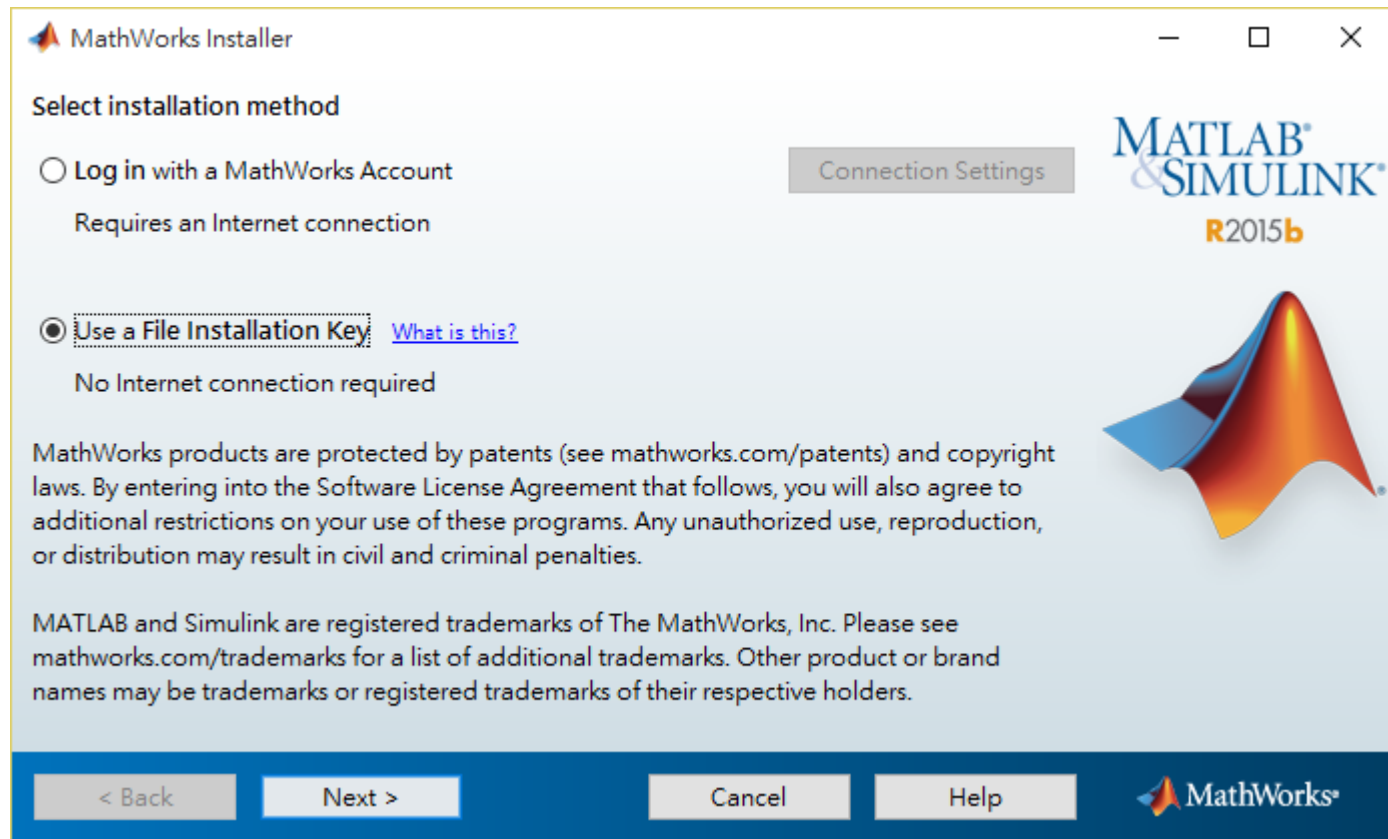 MathWorks Installer
Select installation method
Log in with a MathWorks Account
Connection Settings
Requires an Internet connection
Use a File Installation Key What is this?
No Internet connection required
MathWorks products are protected by patents (see mathworks.com/patents) and copyright
laws. By entering into the Software License Agreement that follows, you will also agree to
additional restrictions on your use of these programs. Any unauthorized use, reproduction,
or distribution may result in civil and criminal penalties.
MATLAB and Simulink are registered trademarks of The MathWorks, Inc. Please see
mathworks.com/trademarks for a list of additional trademarks. Other product or brand
names may be trademarks or registered trademarks of their respective holders.
MATLAB®
&SIMULINK®
R2015b
®
< Back
Next >
Cancel
Help
MathWorks®